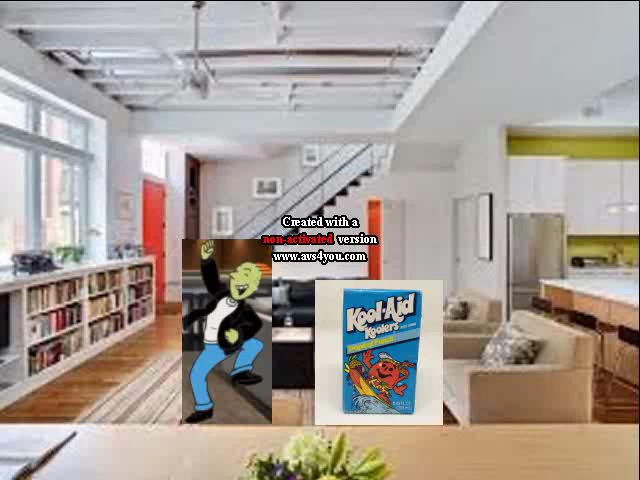 Created with a
non-activated version
www.avs4you.com
Kool-Aid
Koolers